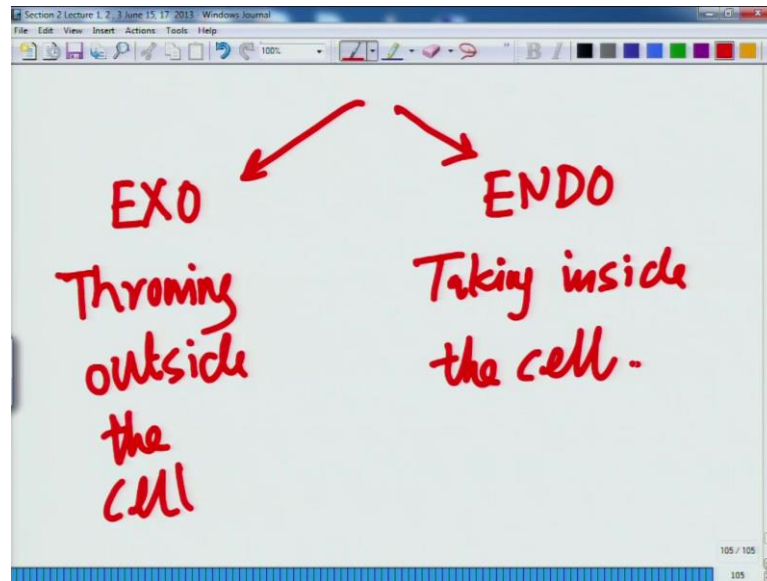 Section 2 Lecture 1, 2 , 3 June 15, 17 2013 - Windows Journal
File Edit View Insert Actions Tools Help
100%
B I
EXO
Throwing
outside
the
cell
ENDO
Taking inside
the cell.
105 / 105
105